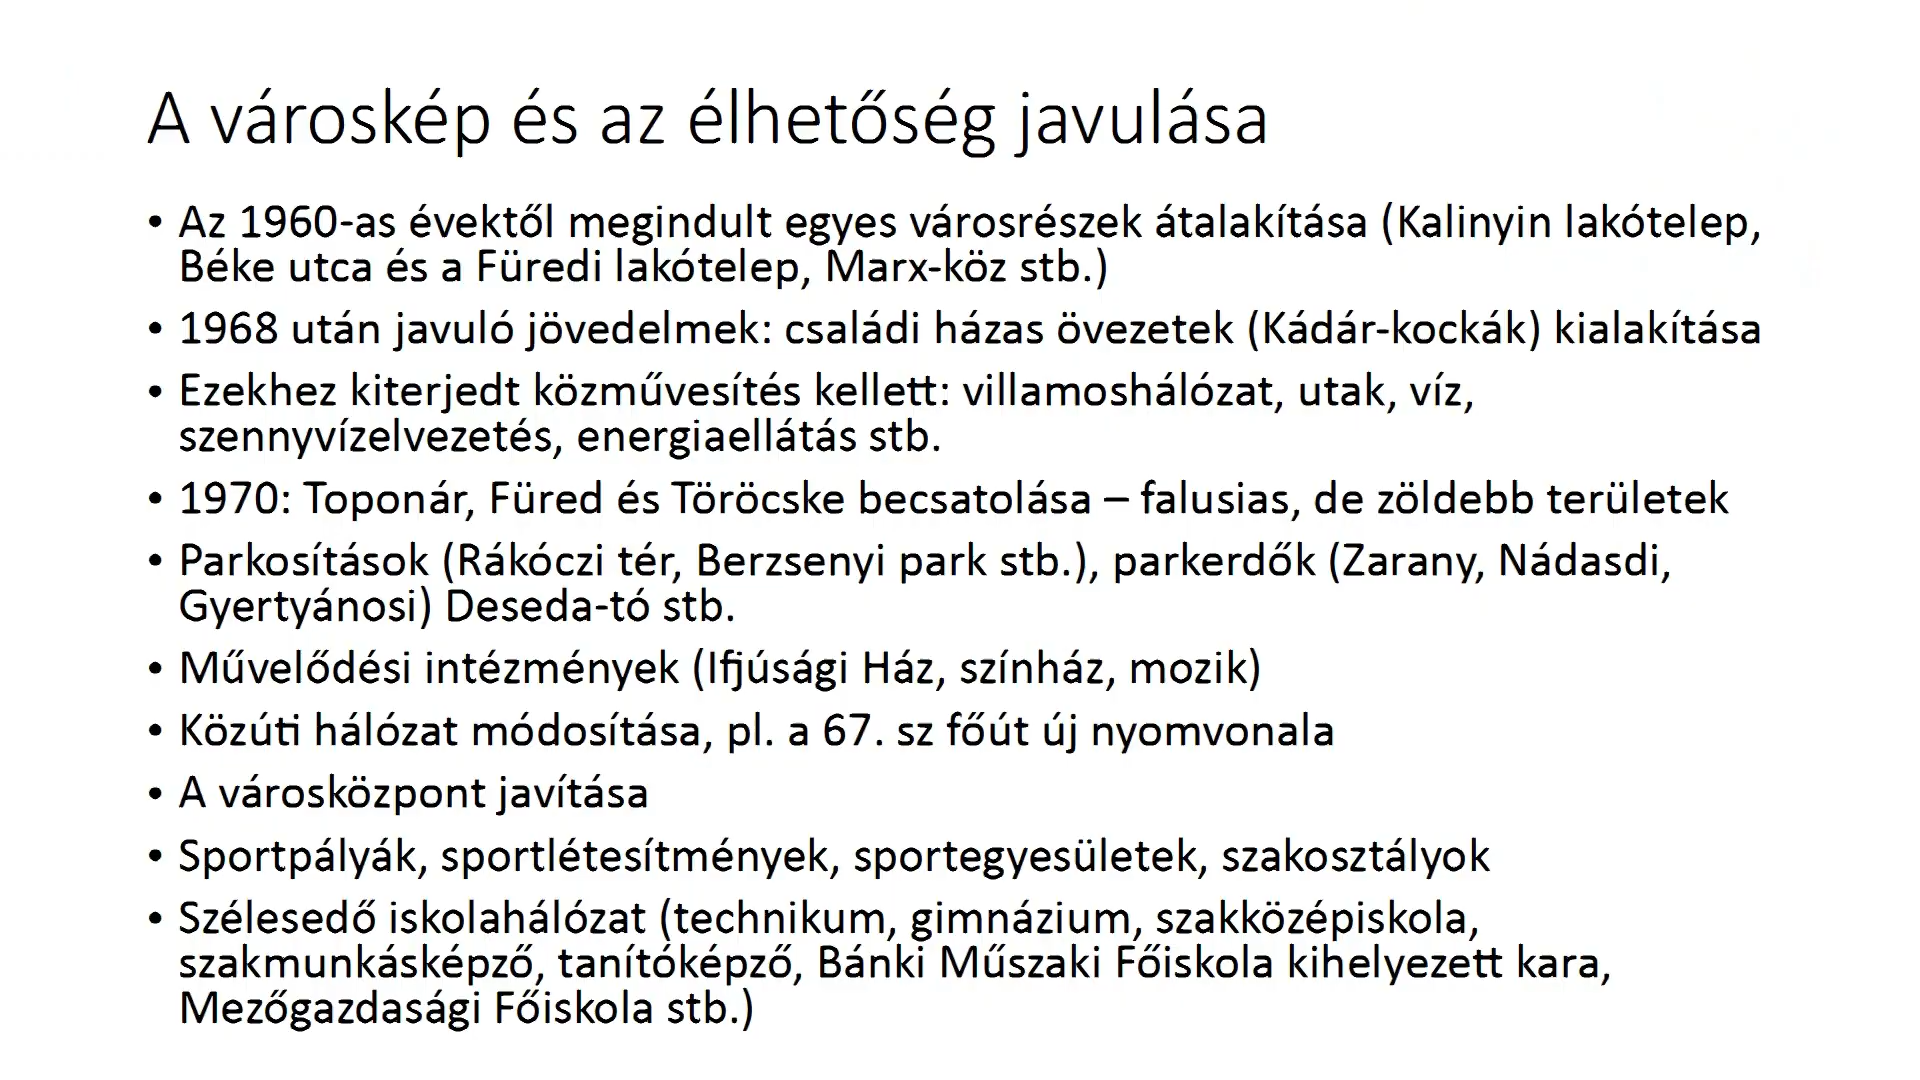 A városkép és az élhetőség javulása
• Az 1960-as évektől megindult egyes városrészek átalakítása (Kalinyin lakótelep,
Béke utca és a Füredi lakótelep, Marx-köz stb.)
• 1968 után javuló jövedelmek: családi házas övezetek (Kádár-kockák) kialakítása
• Ezekhez kiterjedt közművesítés kellett: villamoshálózat, utak, víz,
szennyvízelvezetés, energiaellátás stb.
• 1970: Toponár, Füred és Töröcske becsatolása – falusias, de zöldebb területek
• Parkosítások (Rákóczi tér, Berzsenyi park stb.), parkerdők (Zarany, Nádasdi,
Gyertyánosi) Deseda-tó stb.
• Művelődési intézmények (Ifjúsági Ház, színház, mozik)
• Közúti hálózat módosítása, pl. a 67. sz főút új nyomvonala
• A városközpont javítása
• Sportpályák, sportlétesítmények, sportegyesületek, szakosztályok
• Szélesedő iskolahálózat (technikum, gimnázium, szakközépiskola,
szakmunkásképző, tanítóképző, Bánki Műszaki Főiskola kihelyezett kara,
Mezőgazdasági Főiskola stb.)